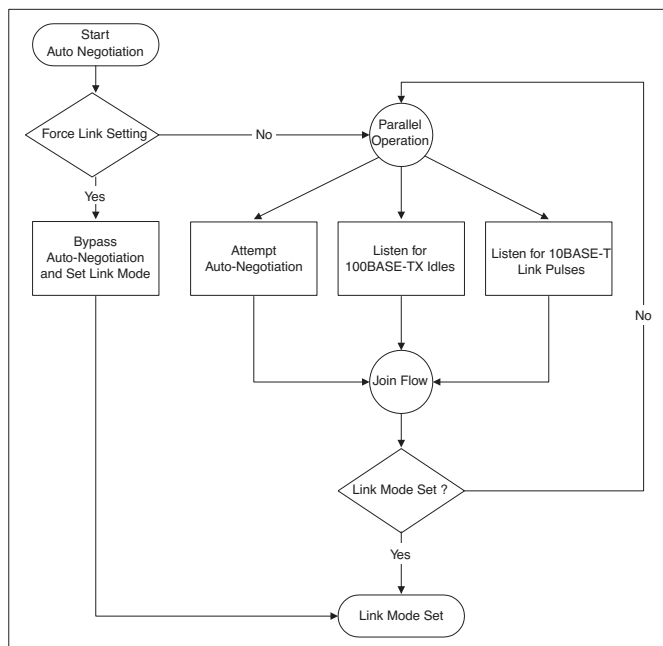 Start
Auto Negotiation
Force Link Setting
No
Parallel
Operation
Yes
Bypass
Auto-Negotiation
and Set Link Mode
Attempt
Auto-Negotiation
Listen for
100BASE-TX Idles
Listen for 10BASE-T
Link Pulses
No
Join Flow
Link Mode Set ?
Yes
Link Mode Set